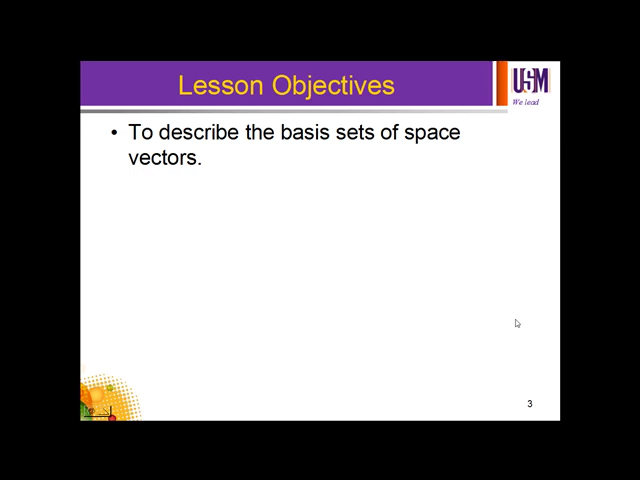 Lesson Objectives
USM
We lead
• To describe the basis sets of space
vectors.
3